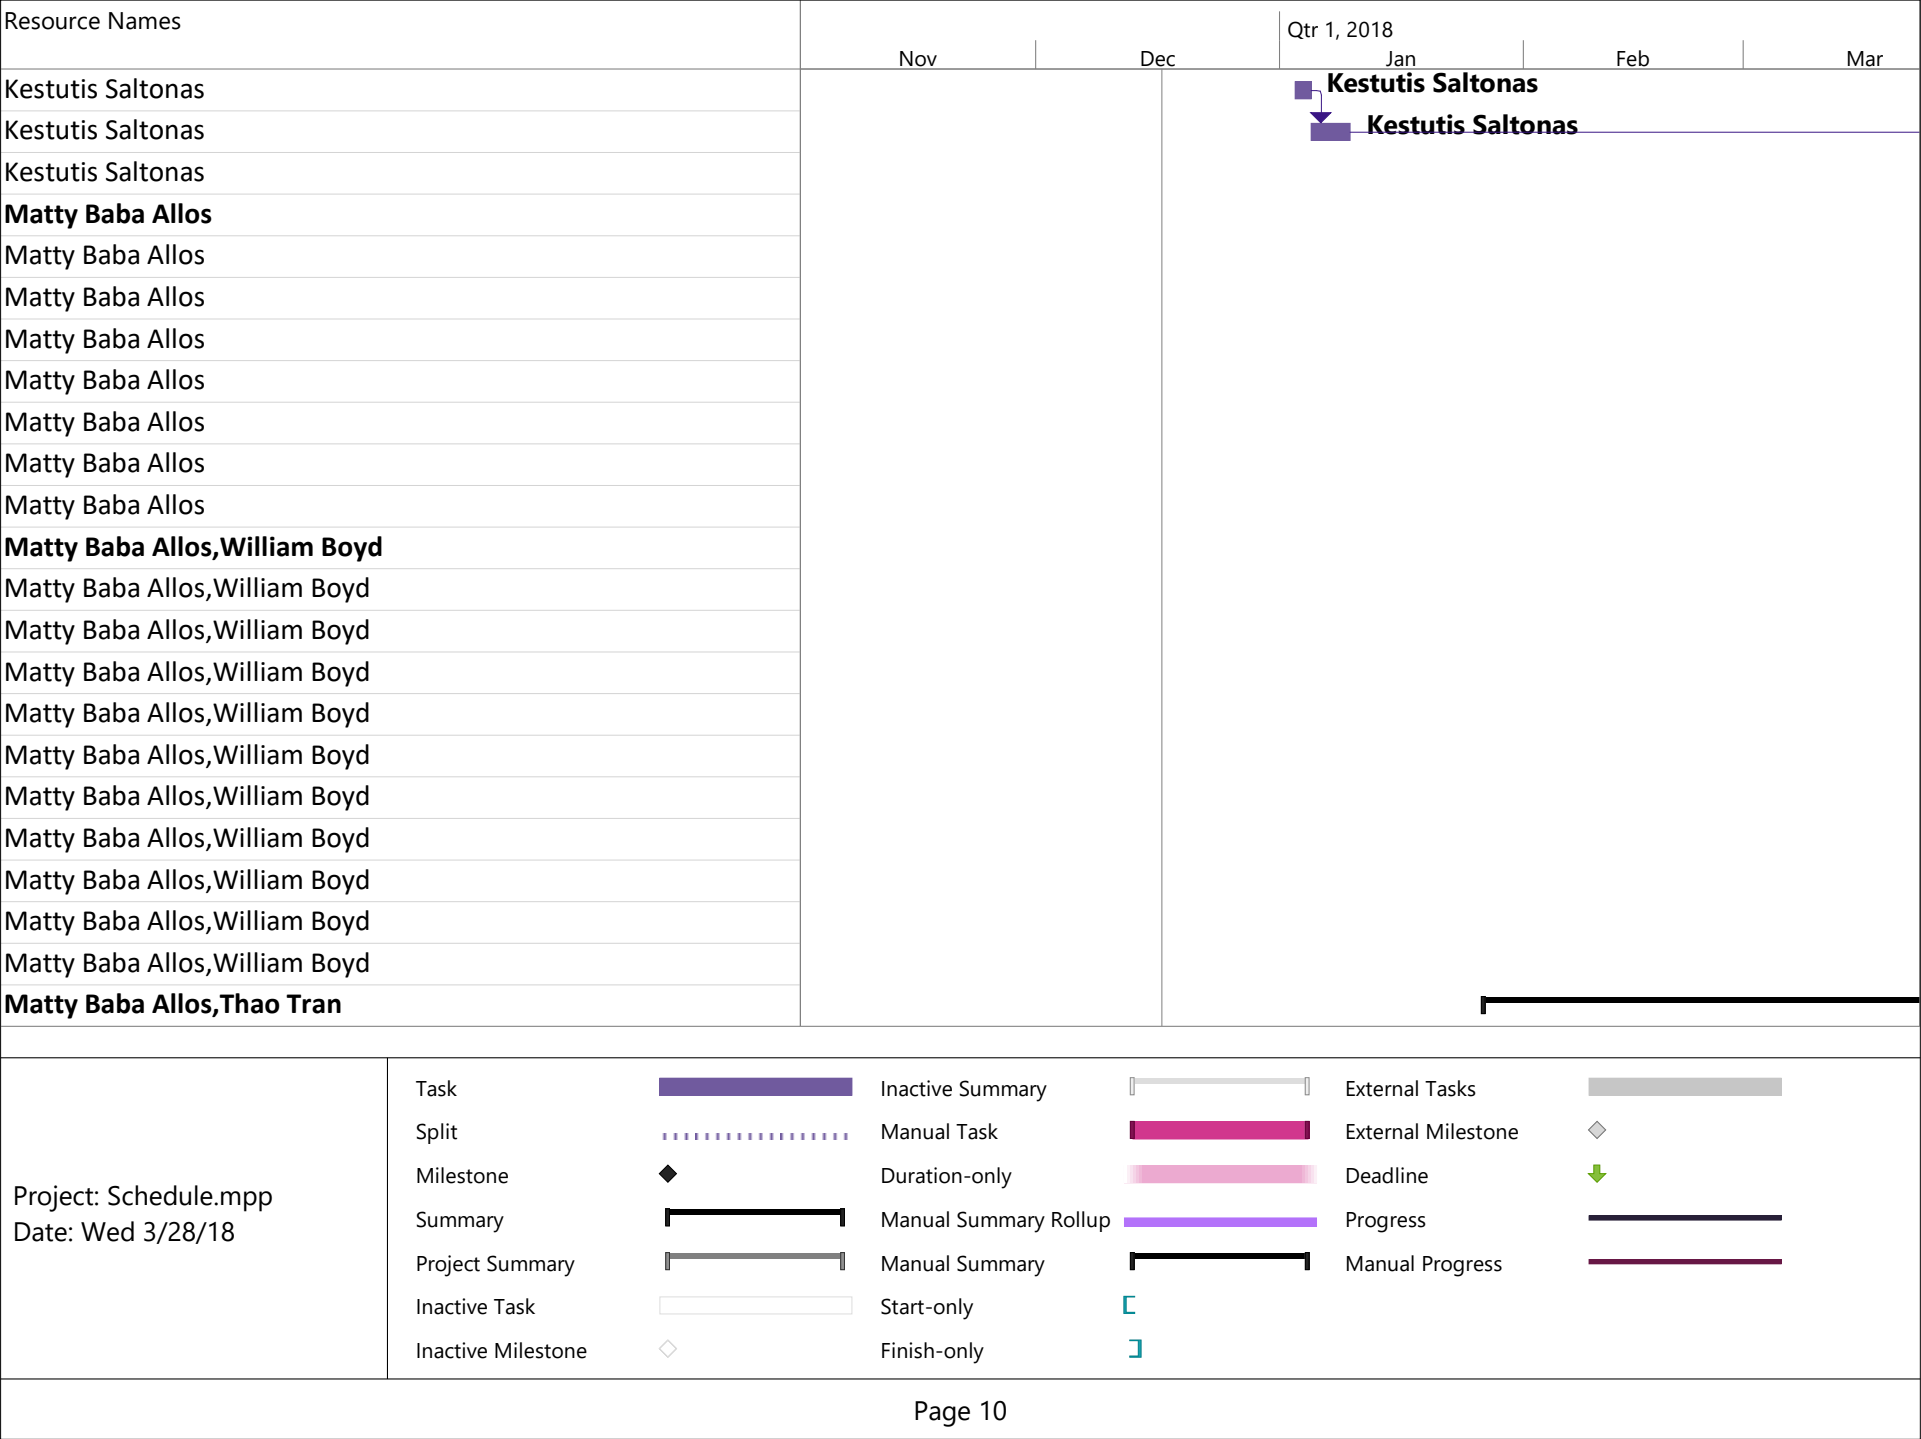 Resource Names
Qtr 1, 2018
Nov Dec Jan Feb Mar
Kestutis Saltonas Kestutis Saltonas
Kestutis Saltonas Kestutis Saltonas
Kestutis Saltonas
Matty Baba Allos
Matty Baba Allos
Matty Baba Allos
Matty Baba Allos
Matty Baba Allos
Matty Baba Allos
Matty Baba Allos
Matty Baba Allos
Matty Baba Allos,William Boyd
Matty Baba Allos,William Boyd
Matty Baba Allos,William Boyd
Matty Baba Allos,William Boyd
Matty Baba Allos,William Boyd
Matty Baba Allos,William Boyd
Matty Baba Allos,William Boyd
Matty Baba Allos,William Boyd
Matty Baba Allos,William Boyd
Matty Baba Allos,William Boyd
Matty Baba Allos,William Boyd
Matty Baba Allos,Thao Tran
Project: Schedule.mpp
Date: Wed 3/28/18
Task
Split
Milestone
Summary
Project Summary
Inactive Task
Inactive Milestone
Inactive Summary
Manual Task
Duration-only
Manual Summary Rollup
Manual Summary
Start-only
Finish-only
External Tasks
External Milestone
Deadline
Progress
Manual Progress
Page 10